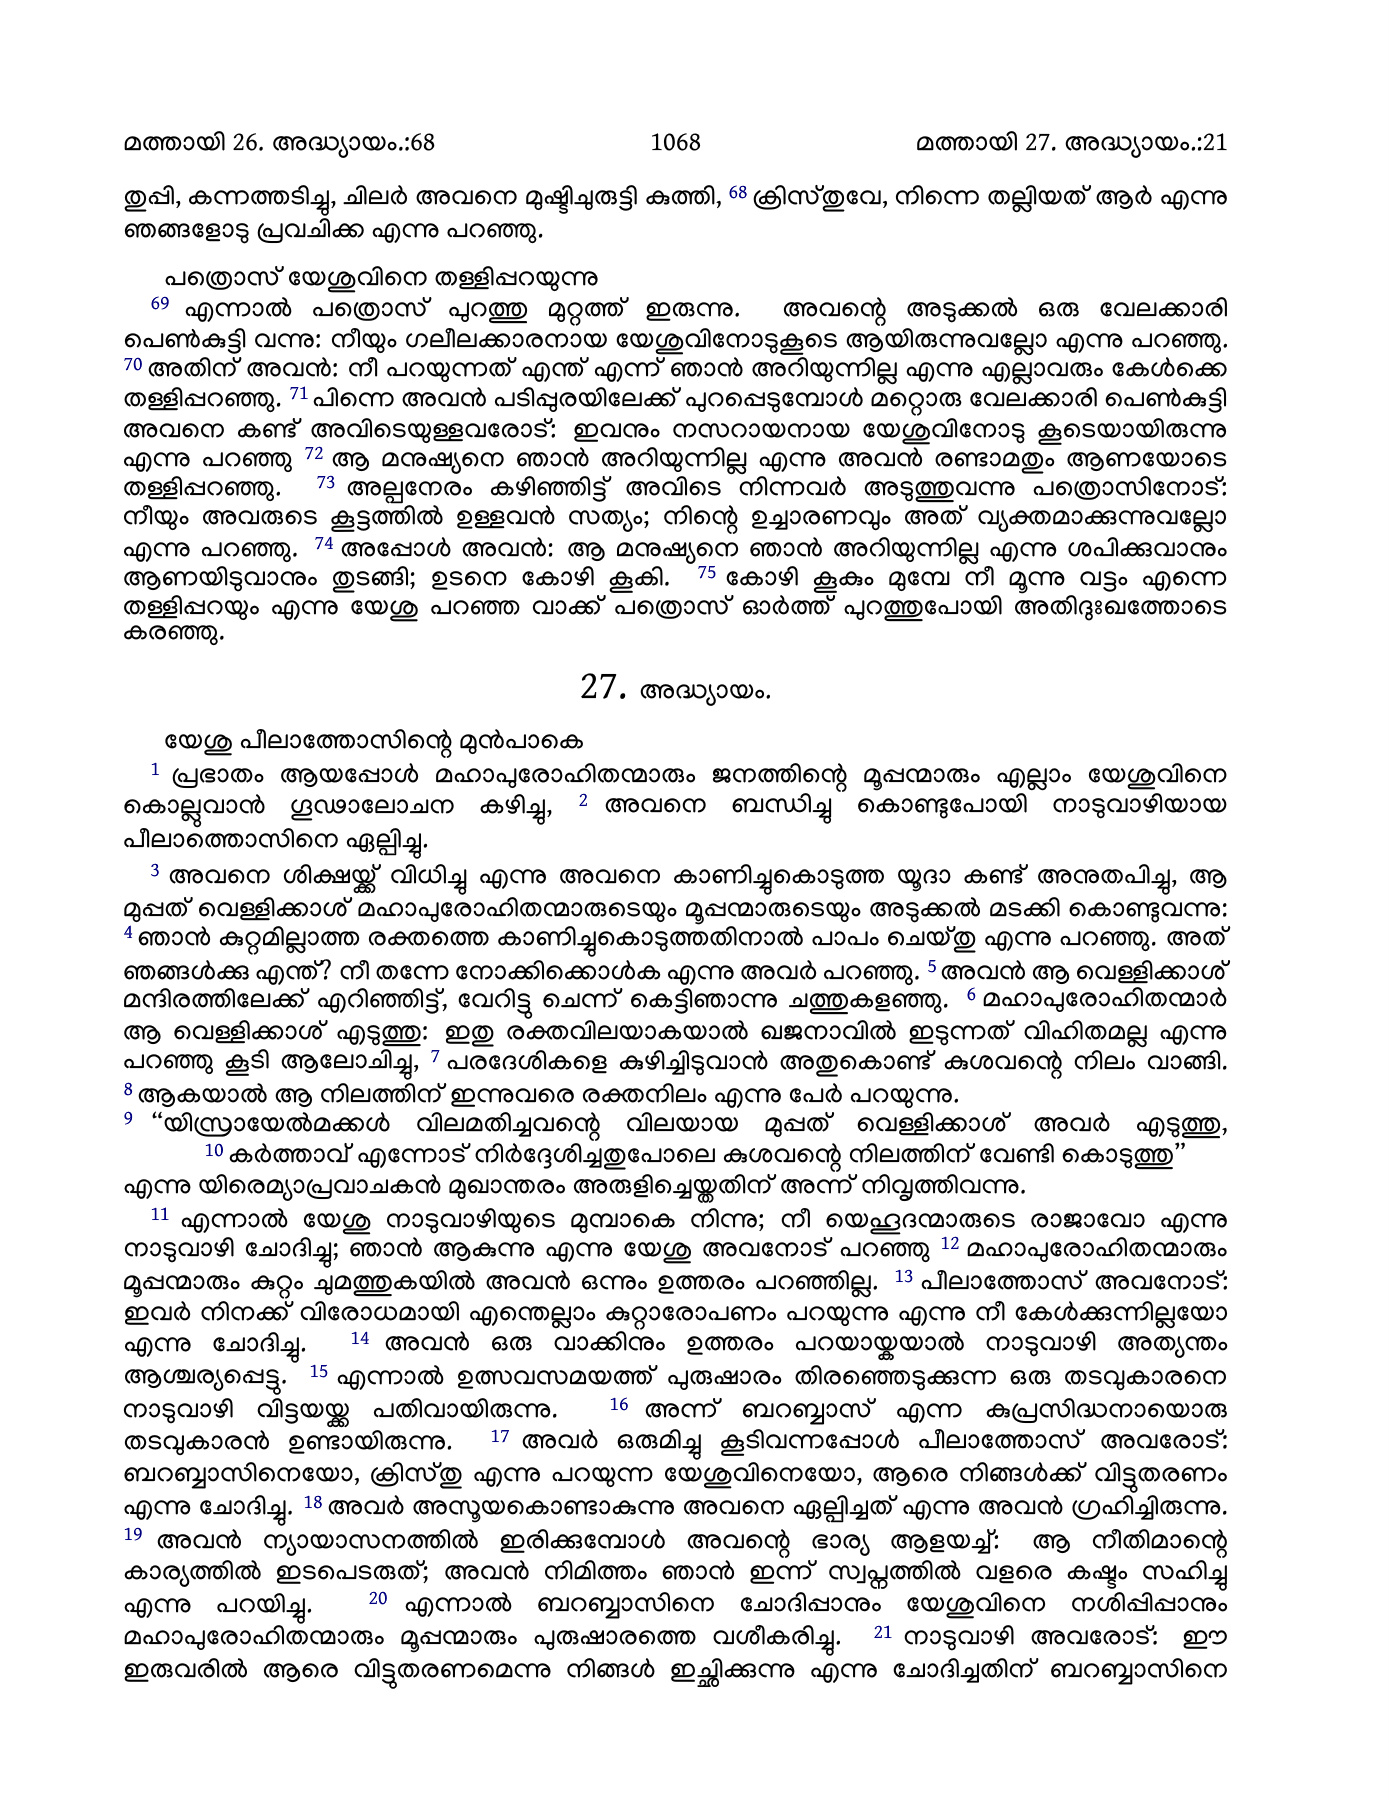 മത്തായി 26. അദ്ധ്യായം.:68 1068 മത്തായി 27. അദ്ധ്യായം.:21
തുപ്പി, കന്നത്തടിച്ചു, ചിലർ അവനെ മുഷ്ടിചുരുട്ടി കുത്തി, 68 ക്രിസ്തുവേ, നിന്നെ തല്ലിയത് ആർ എന്നു
ഞങ്ങളോടു പ്രവചിക്ക എന്നു പറഞ്ഞു.
പത്രൊസ് യേശുവിനെ തള്ളിപ്പറയുന്നു
69 എന്നാൽ പത്രൊസ് പുറത്തു മുറ്റത്ത് ഇരുന്നു. അവന്റെ അടുക്കൽ ഒരു വേലക്കാരി
പെൺകുട്ടി വന്നു: നീയും ഗലീലക്കാരനായ യേശുവിനോടുകൂടെ ആയിരുന്നുവല്ലോ എന്നു പറഞ്ഞു.
70 അതിന് അവൻ: നീ പറയുന്നത് എന്ത് എന്ന് ഞാൻ അറിയുന്നില്ല എന്നു എല്ലാവരും കേൾക്കെ
തള്ളിപ്പറഞ്ഞു. 71 പിന്നെ അവൻ പടിപ്പുരയിലേക്ക് പുറപ്പെടുമ്പോൾ മറ്റൊരു വേലക്കാരി പെൺകുട്ടി
അവനെ കണ്ട് അവിടെയുള്ളവരോട്: ഇവനും നസറായനായ യേശുവിനോടു കൂടെയായിരുന്നു
എന്നു പറഞ്ഞു 72 ആ മനുഷ്യനെ ഞാൻ അറിയുന്നില്ല എന്നു അവൻ രണ്ടാമതും ആണയോടെ
തള്ളിപ്പറഞ്ഞു. 73 അല്പനേരം കഴിഞ്ഞിട്ട് അവിടെ നിന്നവർ അടുത്തുവന്നു പത്രൊസിനോട്:
നീയും അവരുടെ കൂട്ടത്തിൽ ഉള്ളവൻ സത്യം; നിന്റെ ഉച്ചാരണവും അത് വ്യക്തമാക്കുന്നുവല്ലോ
എന്നു പറഞ്ഞു. 74 അപ്പോൾ അവൻ: ആ മനുഷ്യനെ ഞാൻ അറിയുന്നില്ല എന്നു ശപിക്കുവാനും
ആണയിടുവാനും തുടങ്ങി; ഉടനെ കോഴി കൂകി. 75 കോഴി കൂകും മുമ്പേ നീ മൂന്നു വട്ടം എന്നെ
തള്ളിപ്പറയും എന്നു യേശു പറഞ്ഞ വാക്ക് പത്രൊസ് ഓർത്ത് പുറത്തുപോയി അതിദുഃഖത്തോടെ
കരഞ്ഞു.
27. അദ്ധ്യായം.
യേശു പീലാത്തോസിന്റെ മുൻപാകെ
1 പ്രഭാതം ആയപ്പോൾ മഹാപുരോഹിതന്മാരും ജനത്തിന്റെ മൂപ്പന്മാരും എല്ലാം യേശുവിനെ
കൊല്ലുവാൻ ഗൂഢാലോചന കഴിച്ചു, 2 അവനെ ബന്ധിച്ചു കൊണ്ടുപോയി നാടുവാഴിയായ
പീലാത്തൊസിനെ ഏല്പിച്ചു.
3 അവനെ ശിക്ഷയ്ക്ക് വിധിച്ചു എന്നു അവനെ കാണിച്ചുകൊടുത്ത യൂദാ കണ്ട് അനുതപിച്ചു, ആ
മുപ്പത് വെള്ളിക്കാശ് മഹാപുരോഹിതന്മാരുടെയും മൂപ്പന്മാരുടെയും അടുക്കൽ മടക്കി കൊണ്ടുവന്നു:
4 ഞാൻ കുറ്റമില്ലാത്ത രക്തത്തെ കാണിച്ചുകൊടുത്തതിനാൽ പാപം ചെയ്തു എന്നു പറഞ്ഞു. അത്
ഞങ്ങൾക്കു എന്ത്? നീ തന്നേ നോക്കിക്കൊൾക എന്നു അവർ പറഞ്ഞു. 5 അവൻ ആ വെള്ളിക്കാശ്
മന്ദിരത്തിലേക്ക് എറിഞ്ഞിട്ട്, വേറിട്ടു ചെന്ന് കെട്ടിഞാന്നു ചത്തുകളഞ്ഞു. 6 മഹാപുരോഹിതന്മാർ
ആ വെള്ളിക്കാശ് എടുത്തു: ഇതു രക്തവിലയാകയാൽ ഖജനാവിൽ ഇടുന്നത് വിഹിതമല്ല എന്നു
പറഞ്ഞു കൂടി ആലോചിച്ചു, 7 പരദേശികളെ കുഴിച്ചിടുവാൻ അതുകൊണ്ട് കുശവന്റെ നിലം വാങ്ങി.
8 ആകയാൽ ആ നിലത്തിന് ഇന്നുവരെ രക്തനിലം എന്നു പേർ പറയുന്നു.
9 “യിസ്രായേൽമക്കൾ വിലമതിച്ചവന്റെ വിലയായ മുപ്പത് വെള്ളിക്കാശ് അവർ എടുത്തു,
10 കർത്താവ് എന്നോട് നിർദ്ദേശിച്ചതുപോലെ കുശവന്റെ നിലത്തിന് വേണ്ടി കൊടുത്തു”
എന്നു യിരെമ്യാപ്രവാചകൻ മുഖാന്തരം അരുളിച്ചെയ്തതിന് അന്ന് നിവൃത്തിവന്നു.
11 എന്നാൽ യേശു നാടുവാഴിയുടെ മുമ്പാകെ നിന്നു; നീ യെഹൂദന്മാരുടെ രാജാവോ എന്നു
നാടുവാഴി ചോദിച്ചു; ഞാൻ ആകുന്നു എന്നു യേശു അവനോട് പറഞ്ഞു 12 മഹാപുരോഹിതന്മാരും
മൂപ്പന്മാരും കുറ്റം ചുമത്തുകയിൽ അവൻ ഒന്നും ഉത്തരം പറഞ്ഞില്ല. 13 പീലാത്തോസ് അവനോട്:
ഇവർ നിനക്ക് വിരോധമായി എന്തെല്ലാം കുറ്റാരോപണം പറയുന്നു എന്നു നീ കേൾക്കുന്നില്ലയോ
എന്നു ചോദിച്ചു. 14 അവൻ ഒരു വാക്കിനും ഉത്തരം പറയായ്കയാൽ നാടുവാഴി അത്യന്തം
ആശ്ചര്യപ്പെട്ടു. 15 എന്നാൽ ഉത്സവസമയത്ത് പുരുഷാരം തിരഞ്ഞെടുക്കുന്ന ഒരു തടവുകാരനെ
നാടുവാഴി വിട്ടയയ്ക്ക പതിവായിരുന്നു. 16 അന്ന് ബറബ്ബാസ് എന്ന കുപ്രസിദ്ധനായൊരു
തടവുകാരൻ ഉണ്ടായിരുന്നു. 17 അവർ ഒരുമിച്ചു കൂടിവന്നപ്പോൾ പീലാത്തോസ് അവരോട്:
ബറബ്ബാസിനെയോ, ക്രിസ്തു എന്നു പറയുന്ന യേശുവിനെയോ, ആരെ നിങ്ങൾക്ക് വിട്ടുതരണം
എന്നു ചോദിച്ചു. 18 അവർ അസൂയകൊണ്ടാകുന്നു അവനെ ഏല്പിച്ചത് എന്നു അവൻ ഗ്രഹിച്ചിരുന്നു.
19 അവൻ ന്യായാസനത്തിൽ ഇരിക്കുമ്പോൾ അവന്റെ ഭാര്യ ആളയച്ച്: ആ നീതിമാന്റെ
കാര്യത്തിൽ ഇടപെടരുത്; അവൻ നിമിത്തം ഞാൻ ഇന്ന് സ്വപ്നത്തിൽ വളരെ കഷ്ടം സഹിച്ചു
എന്നു പറയിച്ചു. 20 എന്നാൽ ബറബ്ബാസിനെ ചോദിപ്പാനും യേശുവിനെ നശിപ്പിപ്പാനും
മഹാപുരോഹിതന്മാരും മൂപ്പന്മാരും പുരുഷാരത്തെ വശീകരിച്ചു. 21 നാടുവാഴി അവരോട്: ഈ
ഇരുവരിൽ ആരെ വിട്ടുതരണമെന്നു നിങ്ങൾ ഇച്ഛിക്കുന്നു എന്നു ചോദിച്ചതിന് ബറബ്ബാസിനെ